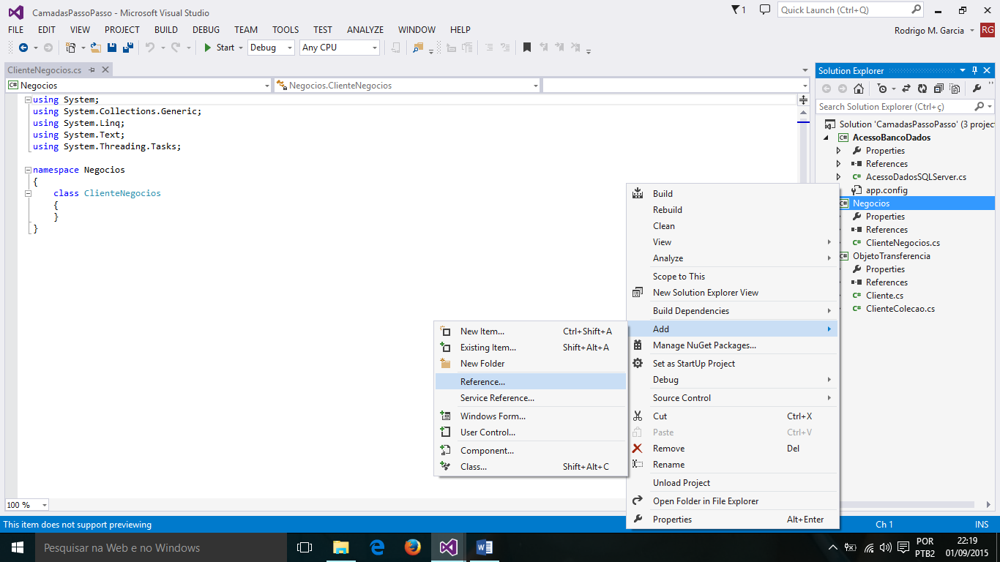 CamadasPassoPasso - Microsoft Visual Studio
1
Quick Launch (Ctrl+Q)
FILE EDIT VIEW PROJECT BUILD DEBUG TEAM TOOLS TEST ANALYZE WINDOW HELP
Rodrigo M. Garcia RG
Start Debug Any CPU
ClienteNegocios.cs
Negocios
Negocios.ClienteNegocios
using System;
using System.Collections.Generic;
using System.Linq;
using System.Text;
using System.Threading.Tasks;
namespace Negocios
{
class ClienteNegocios
{
}
}
100 %
Solution Explorer
Search Solution Explorer (Ctrl+ç)
Solution 'CamadasPassoPasso' (3 projec
C# AcessoBancoDados
Properties
References
C# AcessoDadosSQLServer.cs
app.config
C# Negocios
Properties
References
C# ClienteNegocios.cs
C# ObjetoTransferencia
Properties
References
C# Cliente.cs
C# ClienteColecao.cs
Build
Rebuild
Clean
View
Analyze
Scope to This
New Solution Explorer View
Build Dependencies
Add
Manage NuGet Packages...
Set as StartUp Project
Debug
Source Control
Cut Ctrl+X
Paste Ctrl+V
Remove Del
Rename
Unload Project
Open Folder in File Explorer
Properties Alt+Enter
New Item... Ctrl+Shift+A
Existing Item... Shift+Alt+A
New Folder
Reference...
Service Reference...
Windows Form...
User Control...
Component...
Class... Shift+Alt+C
This item does not support previewing
Ch 1
INS
Pesquisar na Web e no Windows
POR
PTB2
22:19
01/09/2015